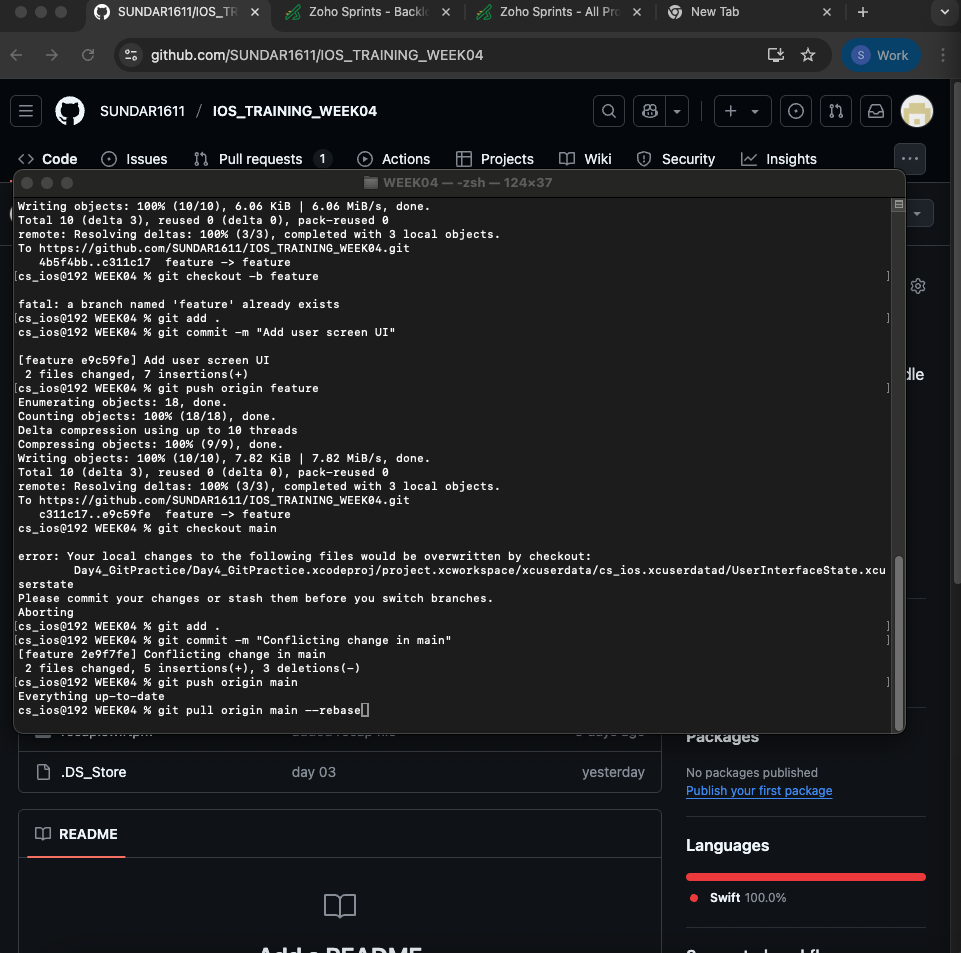 SUNDAR1611/IOS_TR
Zoho Sprints - Backl
Zoho Sprints - All Pro
New Tab
github.com/SUNDAR1611/IOS_TRAINING_WEEK04
S Work
SUNDAR1611 / IOS_TRAINING_WEEK04
Code Issues Pull requests 1 Actions Projects Wiki Security Insights
WEEK04 — -zsh — 124×37
Writing objects: 100% (10/10), 6.06 KiB | 6.06 MiB/s, done.
Total 10 (delta 3), reused 0 (delta 0), pack-reused 0
remote: Resolving deltas: 100% (3/3), completed with 3 local objects.
To https://github.com/SUNDAR1611/IOS_TRAINING_WEEK04.git
4b5f4bb..c311c17  feature -> feature
[cs_ios@192 WEEK04 % git checkout -b feature ]
fatal: a branch named 'feature' already exists
[cs_ios@192 WEEK04 % git add . ]
cs_ios@192 WEEK04 % git commit -m "Add user screen UI"
[feature e9c59fe] Add user screen UI
2 files changed, 7 insertions(+)
[cs_ios@192 WEEK04 % git push origin feature ]
Enumerating objects: 18, done.
Counting objects: 100% (18/18), done.
Delta compression using up to 10 threads
Compressing objects: 100% (9/9), done.
Writing objects: 100% (10/10), 7.82 KiB | 7.82 MiB/s, done.
Total 10 (delta 3), reused 0 (delta 0), pack-reused 0
remote: Resolving deltas: 100% (3/3), completed with 3 local objects.
To https://github.com/SUNDAR1611/IOS_TRAINING_WEEK04.git
c311c17..e9c59fe  feature -> feature
cs_ios@192 WEEK04 % git checkout main
error: Your local changes to the following files would be overwritten by checkout:
Day4_GitPractice/Day4_GitPractice.xcodeproj/project.xcworkspace/xcuserdata/cs_ios.xcuserdatad/UserInterfaceState.xcu
serstate
Please commit your changes or stash them before you switch branches.
Aborting
[cs_ios@192 WEEK04 % git add . ]
[cs_ios@192 WEEK04 % git commit -m "Conflicting change in main" ]
[feature 2e9f7fe] Conflicting change in main
2 files changed, 5 insertions(+), 3 deletions(-)
[cs_ios@192 WEEK04 % git push origin main ]
Everything up-to-date
cs_ios@192 WEEK04 % git pull origin main --rebase
dle
.DS_Store day 03 yesterday
README
Packages
No packages published
Publish your first package
Languages
Swift 100.0%
Add a README